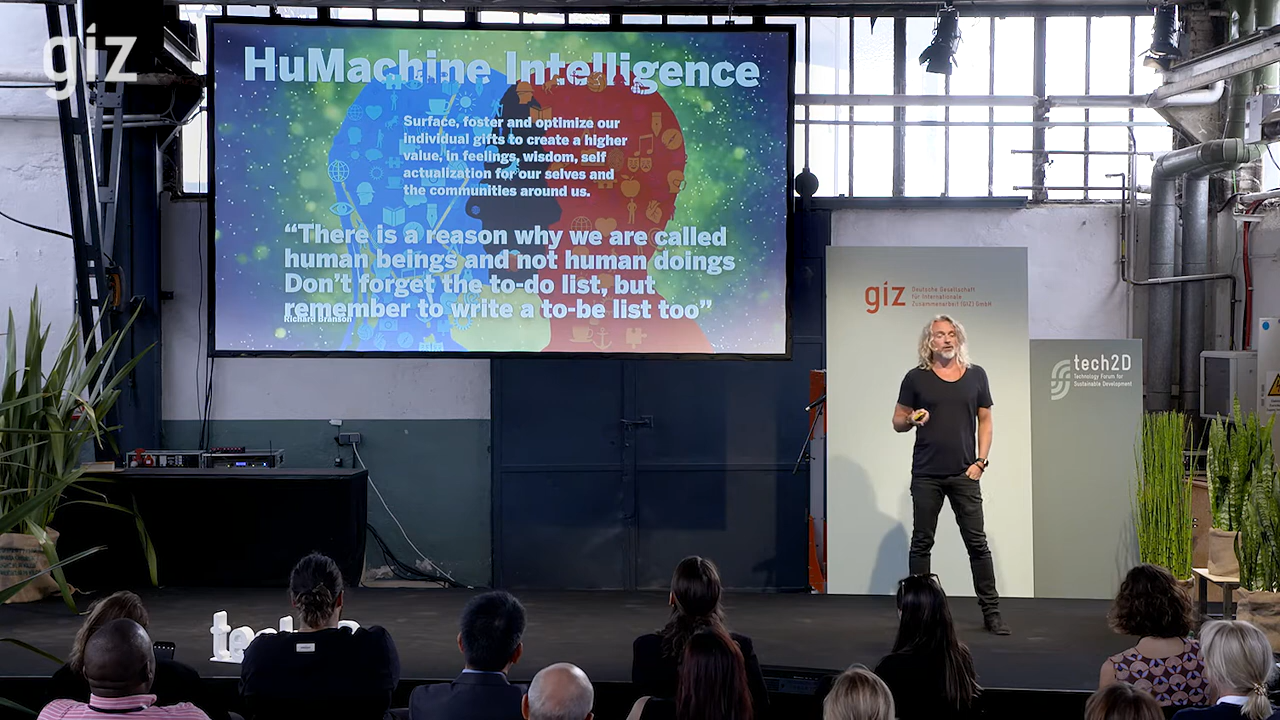 giz
HuMachine Intelligence
Surface, foster and optimize our
individual gifts to create a higher
value, in feelings, wisdom, self
actualization for our selves and
the communities around us.
“There is a reason why we are called
human beings and not human doings
Don’t forget the to-do list, but
remember to write a to-be list too”
Richard Branson
giz
Deutsche Gesellschaft
für Internationale
Zusammenarbeit (GIZ) GmbH
tech2D
Technology Forum for
Sustainable Development